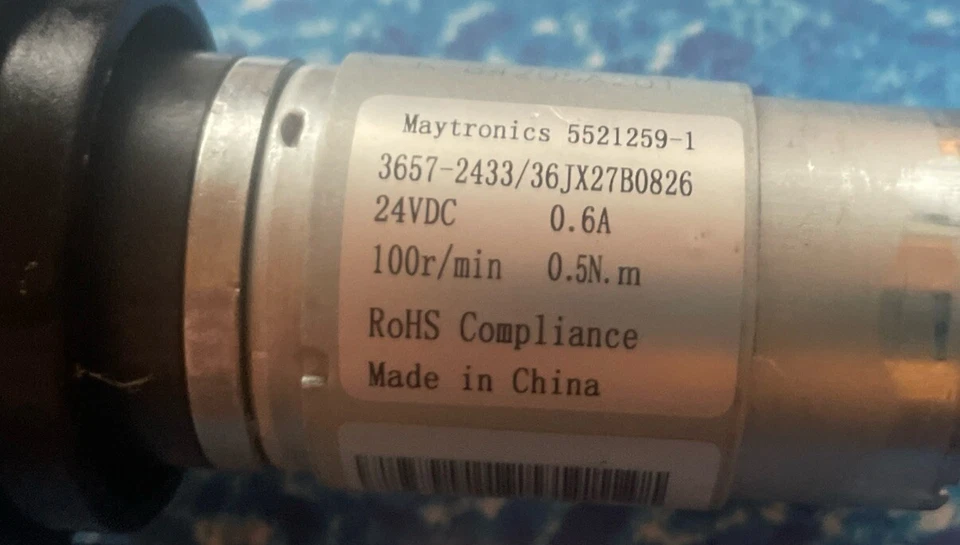 Maytronics 5521259-1
3657-2433/36JX27B0826
24VDC 0.6A
100r/min 0.5N.m
RoHS Compliance
Made in China